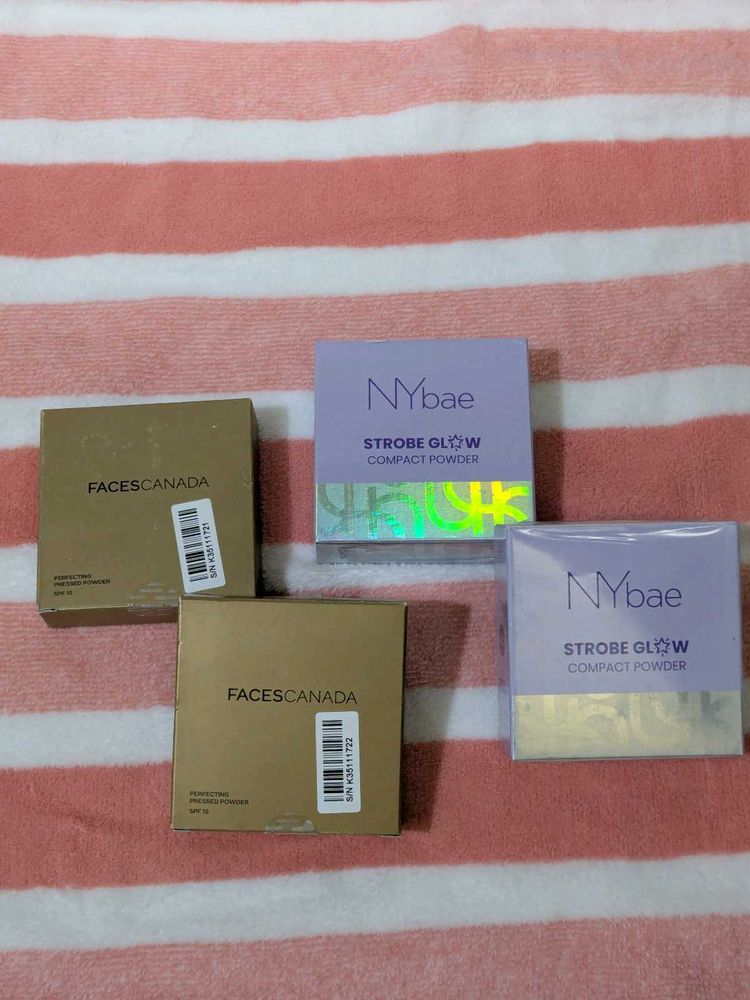 NYbae
STROBE GLOW
COMPACT POWDER
FACESCANADA
S/N K35111721
PERFECTING
PRESSED POWDER
SPF 15
NYbae
STROBE GLOW
COMPACT POWDER
FACESCANADA
S/N K35111722
PERFECTING
PRESSED POWDER
SPF 15